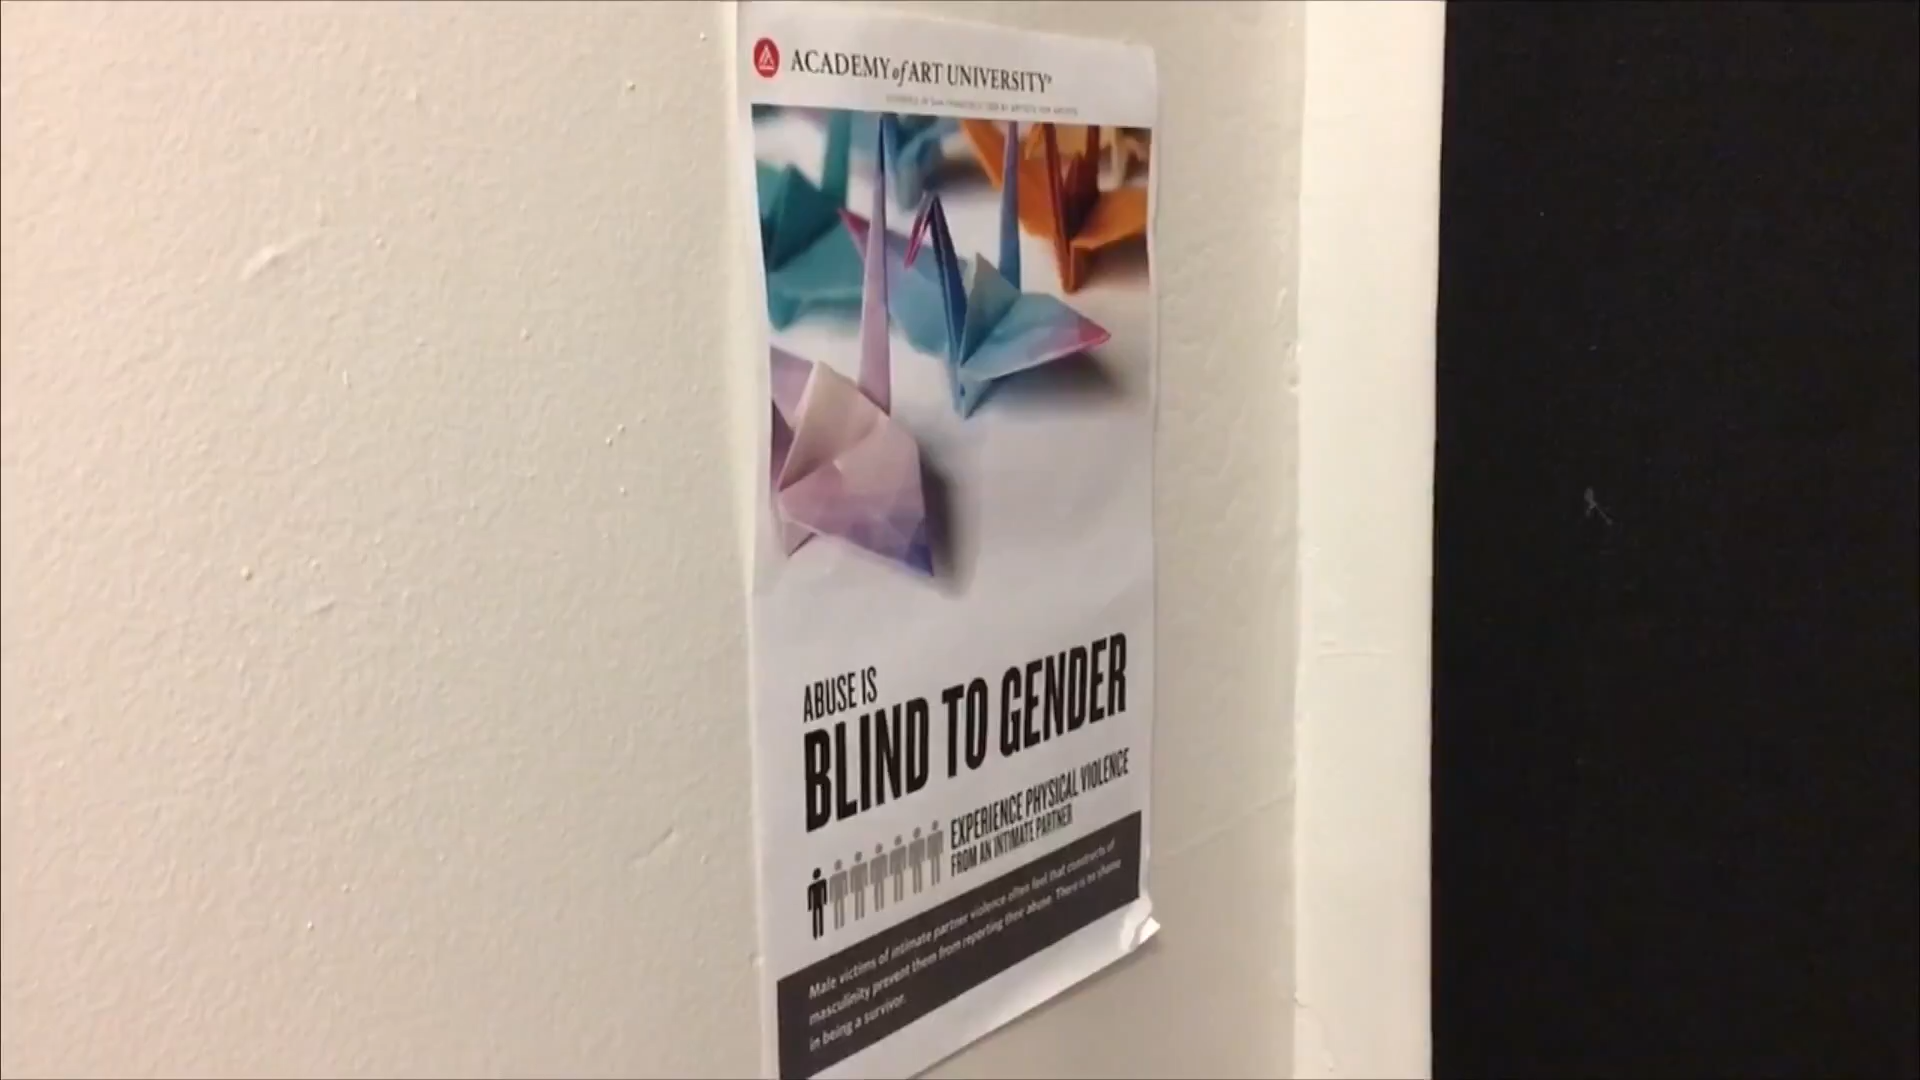 ACADEMY of ART UNIVERSITY®
ABUSE IS
BLIND TO GENDER
EXPERIENCE PHYSICAL VIOLENCE
FROM AN INTIMATE PARTNER
Male victims of intimate partner violence often feel that constructs of
masculinity prevent them from reporting their abuse. There is no shame
in being a survivor.